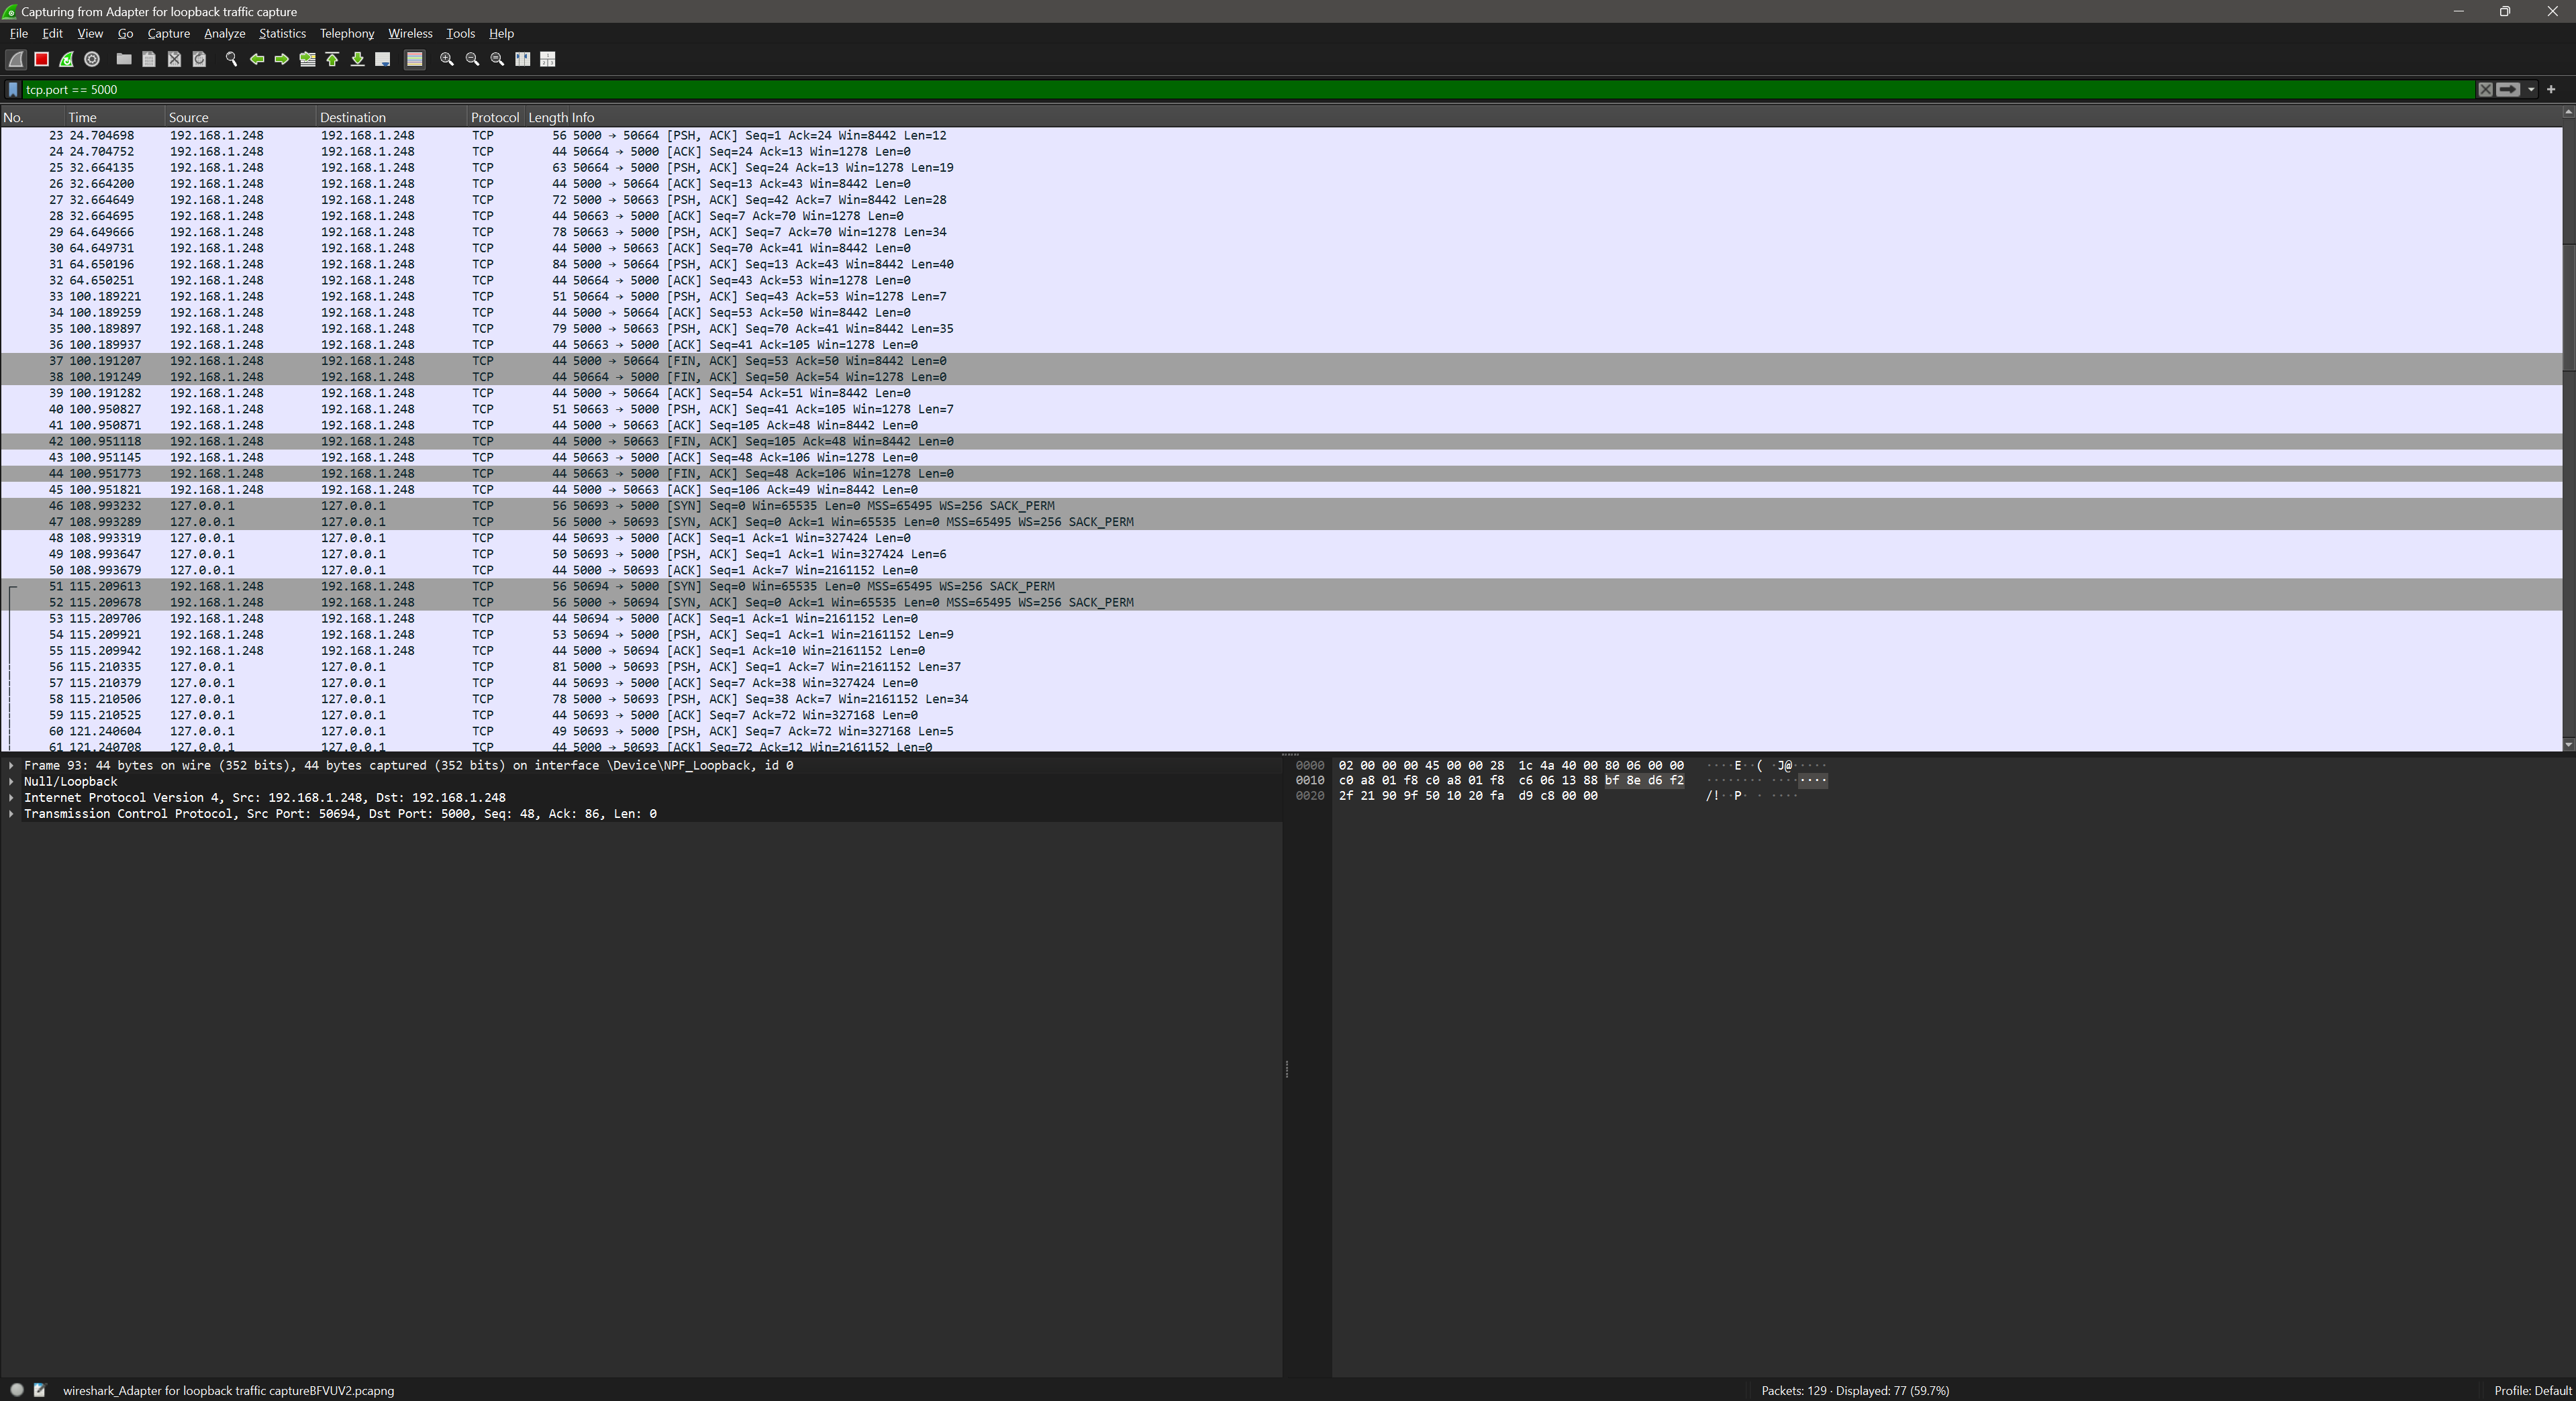 Capturing from Adapter for loopback traffic capture
File Edit View Go Capture Analyze Statistics Telephony Wireless Tools Help
tcp.port == 5000
No. Time Source Destination Protocol Length Info
23 24.704698 192.168.1.248 192.168.1.248 TCP 56 5000 → 50664 [PSH, ACK] Seq=1 Ack=24 Win=8442 Len=12
24 24.704752 192.168.1.248 192.168.1.248 TCP 44 50664 → 5000 [ACK] Seq=24 Ack=13 Win=1278 Len=0
25 32.664135 192.168.1.248 192.168.1.248 TCP 63 50664 → 5000 [PSH, ACK] Seq=24 Ack=13 Win=1278 Len=19
26 32.664200 192.168.1.248 192.168.1.248 TCP 44 5000 → 50664 [ACK] Seq=13 Ack=43 Win=8442 Len=0
27 32.664649 192.168.1.248 192.168.1.248 TCP 72 5000 → 50663 [PSH, ACK] Seq=42 Ack=7 Win=8442 Len=28
28 32.664695 192.168.1.248 192.168.1.248 TCP 44 50663 → 5000 [ACK] Seq=7 Ack=70 Win=1278 Len=0
29 64.649666 192.168.1.248 192.168.1.248 TCP 78 50663 → 5000 [PSH, ACK] Seq=7 Ack=70 Win=1278 Len=34
30 64.649731 192.168.1.248 192.168.1.248 TCP 44 5000 → 50663 [ACK] Seq=70 Ack=41 Win=8442 Len=0
31 64.650196 192.168.1.248 192.168.1.248 TCP 84 5000 → 50664 [PSH, ACK] Seq=13 Ack=43 Win=8442 Len=40
32 64.650251 192.168.1.248 192.168.1.248 TCP 44 50664 → 5000 [ACK] Seq=43 Ack=53 Win=1278 Len=0
33 100.189221 192.168.1.248 192.168.1.248 TCP 51 50664 → 5000 [PSH, ACK] Seq=43 Ack=53 Win=1278 Len=7
34 100.189259 192.168.1.248 192.168.1.248 TCP 44 5000 → 50664 [ACK] Seq=53 Ack=50 Win=8442 Len=0
35 100.189897 192.168.1.248 192.168.1.248 TCP 79 5000 → 50663 [PSH, ACK] Seq=70 Ack=41 Win=8442 Len=35
36 100.189937 192.168.1.248 192.168.1.248 TCP 44 50663 → 5000 [ACK] Seq=41 Ack=105 Win=1278 Len=0
37 100.191207 192.168.1.248 192.168.1.248 TCP 44 5000 → 50664 [FIN, ACK] Seq=53 Ack=50 Win=8442 Len=0
38 100.191249 192.168.1.248 192.168.1.248 TCP 44 50664 → 5000 [FIN, ACK] Seq=50 Ack=54 Win=1278 Len=0
39 100.191282 192.168.1.248 192.168.1.248 TCP 44 5000 → 50664 [ACK] Seq=54 Ack=51 Win=8442 Len=0
40 100.950827 192.168.1.248 192.168.1.248 TCP 51 50663 → 5000 [PSH, ACK] Seq=41 Ack=105 Win=1278 Len=7
41 100.950871 192.168.1.248 192.168.1.248 TCP 44 5000 → 50663 [ACK] Seq=105 Ack=48 Win=8442 Len=0
42 100.951118 192.168.1.248 192.168.1.248 TCP 44 5000 → 50663 [FIN, ACK] Seq=105 Ack=48 Win=8442 Len=0
43 100.951145 192.168.1.248 192.168.1.248 TCP 44 50663 → 5000 [ACK] Seq=48 Ack=106 Win=1278 Len=0
44 100.951773 192.168.1.248 192.168.1.248 TCP 44 50663 → 5000 [FIN, ACK] Seq=48 Ack=106 Win=1278 Len=0
45 100.951821 192.168.1.248 192.168.1.248 TCP 44 5000 → 50663 [ACK] Seq=106 Ack=49 Win=8442 Len=0
46 108.993232 127.0.0.1 127.0.0.1 TCP 56 50693 → 5000 [SYN] Seq=0 Win=65535 Len=0 MSS=65495 WS=256 SACK_PERM
47 108.993289 127.0.0.1 127.0.0.1 TCP 56 5000 → 50693 [SYN, ACK] Seq=0 Ack=1 Win=65535 Len=0 MSS=65495 WS=256 SACK_PERM
48 108.993319 127.0.0.1 127.0.0.1 TCP 44 50693 → 5000 [ACK] Seq=1 Ack=1 Win=327424 Len=0
49 108.993647 127.0.0.1 127.0.0.1 TCP 50 50693 → 5000 [PSH, ACK] Seq=1 Ack=1 Win=327424 Len=6
50 108.993679 127.0.0.1 127.0.0.1 TCP 44 5000 → 50693 [ACK] Seq=1 Ack=7 Win=2161152 Len=0
51 115.209613 192.168.1.248 192.168.1.248 TCP 56 50694 → 5000 [SYN] Seq=0 Win=65535 Len=0 MSS=65495 WS=256 SACK_PERM
52 115.209678 192.168.1.248 192.168.1.248 TCP 56 5000 → 50694 [SYN, ACK] Seq=0 Ack=1 Win=65535 Len=0 MSS=65495 WS=256 SACK_PERM
53 115.209706 192.168.1.248 192.168.1.248 TCP 44 50694 → 5000 [ACK] Seq=1 Ack=1 Win=2161152 Len=0
54 115.209921 192.168.1.248 192.168.1.248 TCP 53 50694 → 5000 [PSH, ACK] Seq=1 Ack=1 Win=2161152 Len=9
55 115.209942 192.168.1.248 192.168.1.248 TCP 44 5000 → 50694 [ACK] Seq=1 Ack=10 Win=2161152 Len=0
56 115.210335 127.0.0.1 127.0.0.1 TCP 81 5000 → 50693 [PSH, ACK] Seq=1 Ack=7 Win=2161152 Len=37
57 115.210379 127.0.0.1 127.0.0.1 TCP 44 50693 → 5000 [ACK] Seq=7 Ack=38 Win=327424 Len=0
58 115.210506 127.0.0.1 127.0.0.1 TCP 78 5000 → 50693 [PSH, ACK] Seq=38 Ack=7 Win=2161152 Len=34
59 115.210525 127.0.0.1 127.0.0.1 TCP 44 50693 → 5000 [ACK] Seq=7 Ack=72 Win=327168 Len=0
60 121.240604 127.0.0.1 127.0.0.1 TCP 49 50693 → 5000 [PSH, ACK] Seq=7 Ack=72 Win=327168 Len=5
61 121.240708 127.0.0.1 127.0.0.1 TCP 44 5000 → 50693 [ACK] Seq=72 Ack=12 Win=2161152 Len=0
Frame 93: 44 bytes on wire (352 bits), 44 bytes captured (352 bits) on interface \Device\NPF_Loopback, id 0
Null/Loopback
Internet Protocol Version 4, Src: 192.168.1.248, Dst: 192.168.1.248
Transmission Control Protocol, Src Port: 50694, Dst Port: 5000, Seq: 48, Ack: 86, Len: 0
0000 02 00 00 00 45 00 00 28 1c 4a 40 00 80 06 00 00 ····E··( ·J@·····
0010 c0 a8 01 f8 c0 a8 01 f8 c6 06 13 88 bf 8e d6 f2 ········ ········
0020 2f 21 90 9f 50 10 20 fa d9 c8 00 00 /!··P· · ····
wireshark_Adapter for loopback traffic captureBFVUV2.pcapng
Packets: 129 · Displayed: 77 (59.7%)
Profile: Default